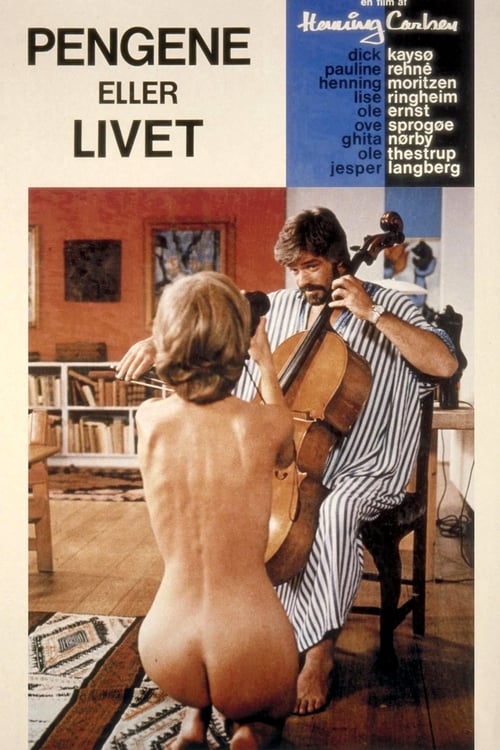 PENGENE
ELLER
LIVET
en film af
Henning Carlsen
dick kaysø
pauline rehné
henning moritzen
lise ringheim
ole ernst
ove sprogøe
ghita nørby
ole thestrup
jesper langberg